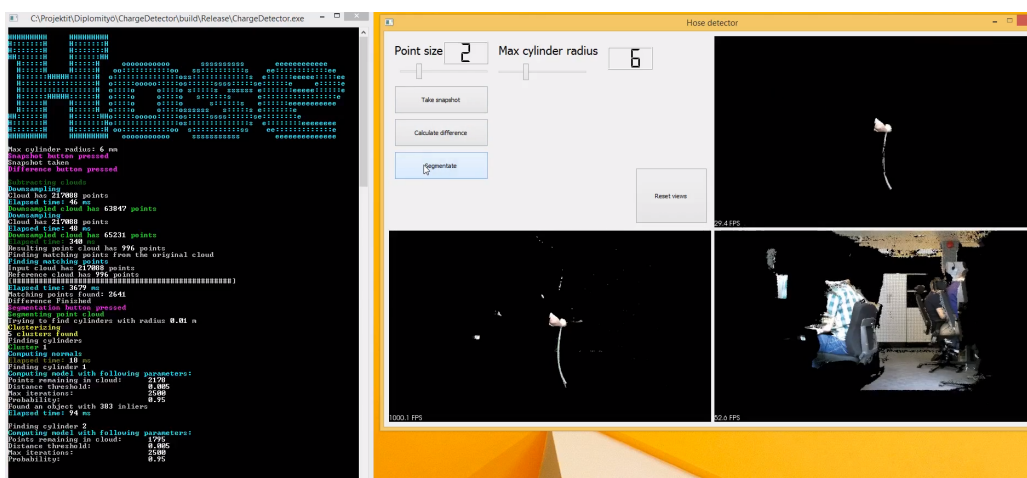 C:\Projektit\Diplomityö\ChargeDetector\build\Release\ChargeDetector.exe
Hose
Max cylinder radius: 6 mm
Snapshot button pressed
Snapshot taken
Difference button pressed
Subtracting clouds
Downsampling
Cloud has 217088 points
Elapsed time: 46 ms
Downsampled cloud has 63847 points
Downsampling
Cloud has 217088 points
Elapsed time: 48 ms
Downsampled cloud has 65231 points
Elapsed time: 340 ms
Resulting point cloud has 996 points
Finding matching points from the original cloud
Finding matching points
Input cloud has 217088 points
Reference cloud has 996 points
Elapsed time: 3679 ms
Matching points found: 2641
Difference Finished
Segmentation button pressed
Segmenting point cloud
Trying to find cylinders with radius 0.01 m
Clusterizing
5 clusters found
Finding cylinders
Cluster 1
Computing normals
Elapsed time: 18 ms
Finding cylinder 1
Computing model with following parameters:
Points remaining in cloud: 2178
Distance threshold: 0.005
Max iterations: 2500
Probability: 0.95
Found an object with 383 inliers
Elapsed time: 94 ms
Finding cylinder 2
Computing model with following parameters:
Points remaining in cloud: 1795
Distance threshold: 0.005
Max iterations: 2500
Probability: 0.95
Hose detector
Point size 2 Max cylinder radius 6
Take snapshot
Calculate difference
Segmentate
Reset views
29.4 FPS
1000.1 FPS
52.6 FPS